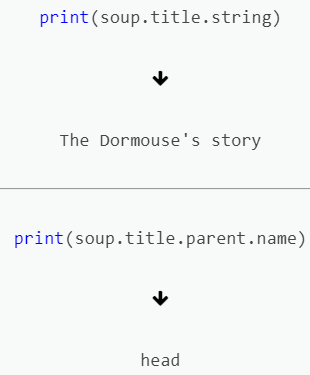 print(soup.title.string)
The Dormouse's story
print(soup.title.parent.name)
head